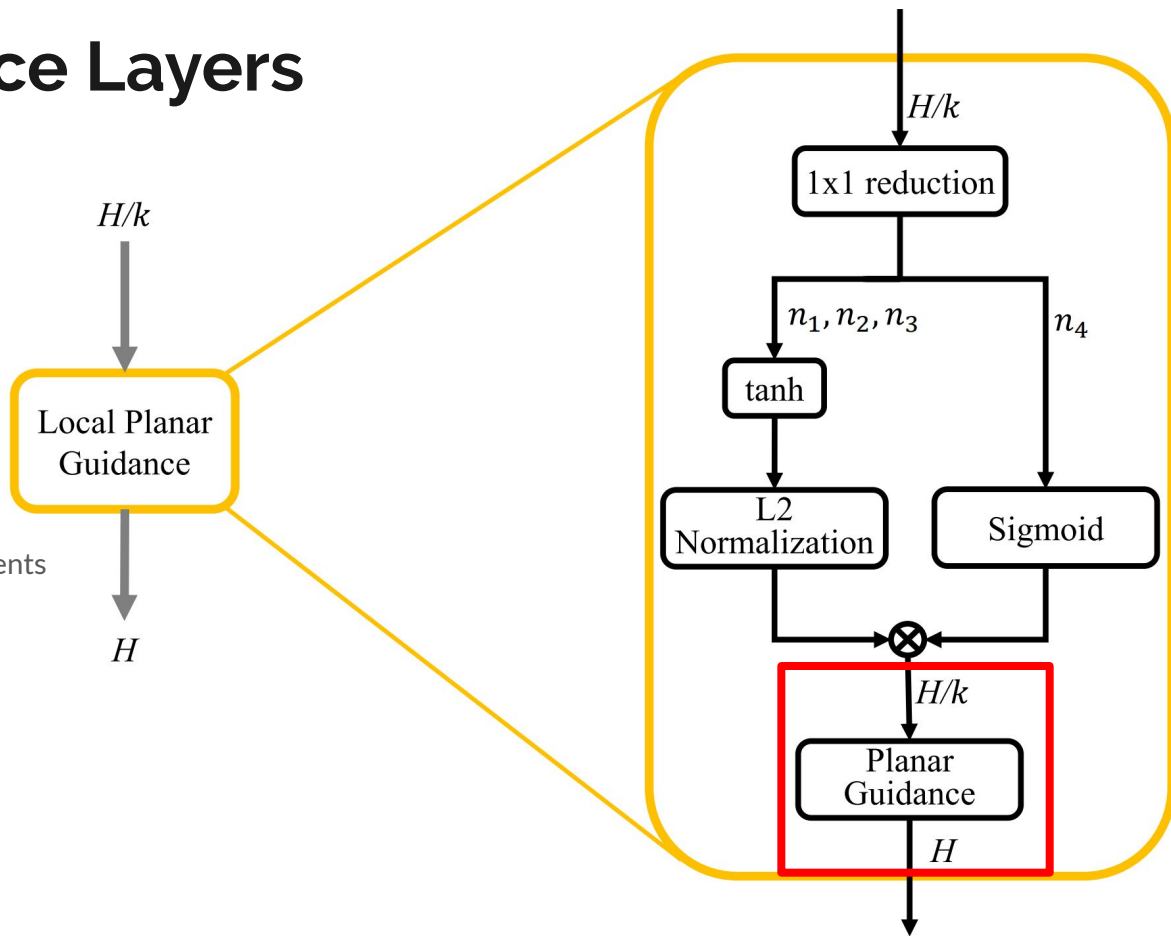 ce Layers
H/k
Local Planar
Guidance
ents
H
H/k
1x1 reduction
n₁, n₂, n₃
n₄
tanh
L2
Normalization
Sigmoid
H/k
Planar
Guidance
H